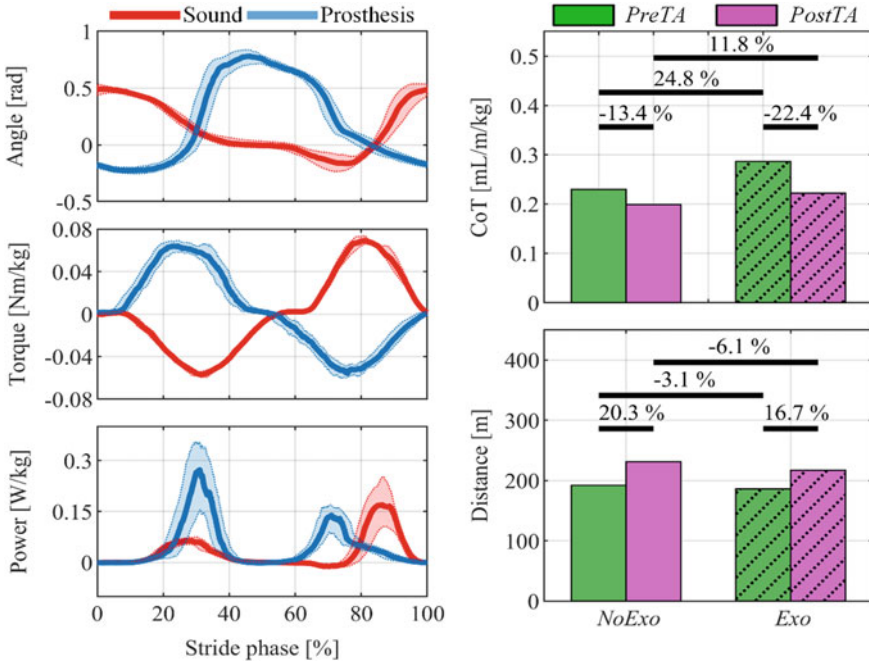 Sound Prosthesis
Angle [rad]
1
0.5
0
-0.5
Torque [Nm/kg]
0.08
0.04
0
-0.04
-0.08
Power [W/kg]
0.3
0.15
0
0 20 40 60 80 100
Stride phase [%]
PreTA PostTA
CoT [mL/m/kg]
0.5
0.4
0.3
0.2
0.1
0
11.8 %
24.8 %
-13.4 % -22.4 %
Distance [m]
400
300
200
100
0
-6.1 %
-3.1 %
20.3 % 16.7 %
NoExo Exo